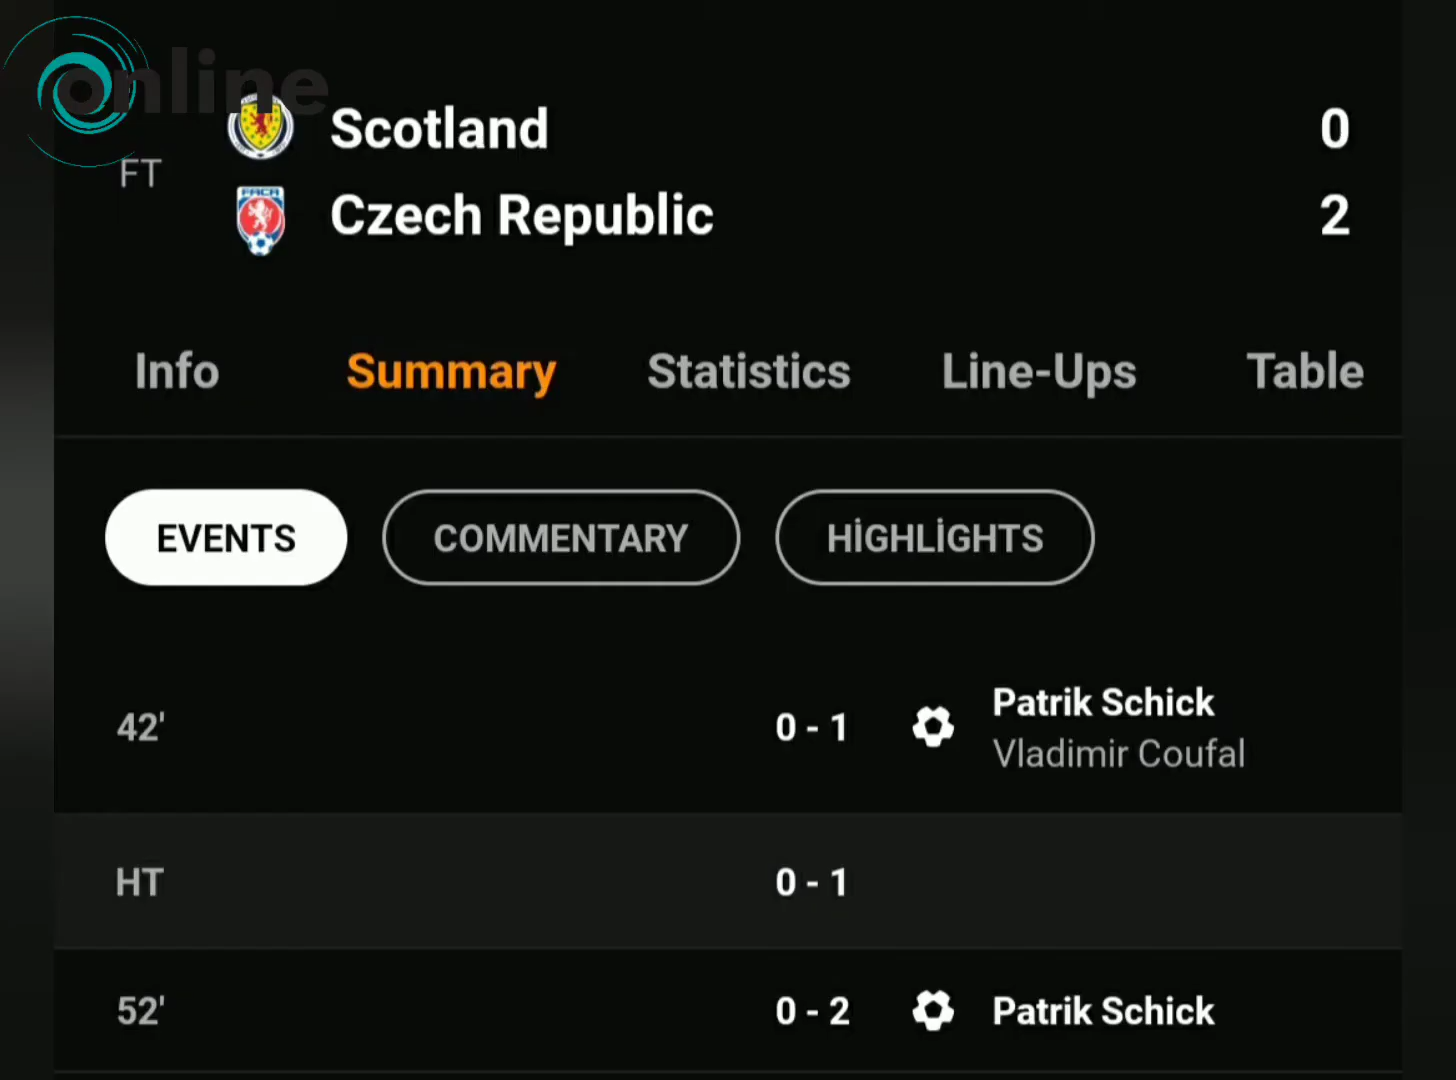 online
Scotland 0
FT
FACR
Czech Republic 2
Info Summary Statistics Line-Ups Table
EVENTS COMMENTARY HİGHLİGHTS
42' 0 - 1 Patrik Schick
Vladimir Coufal
HT 0 - 1
52' 0 - 2 Patrik Schick